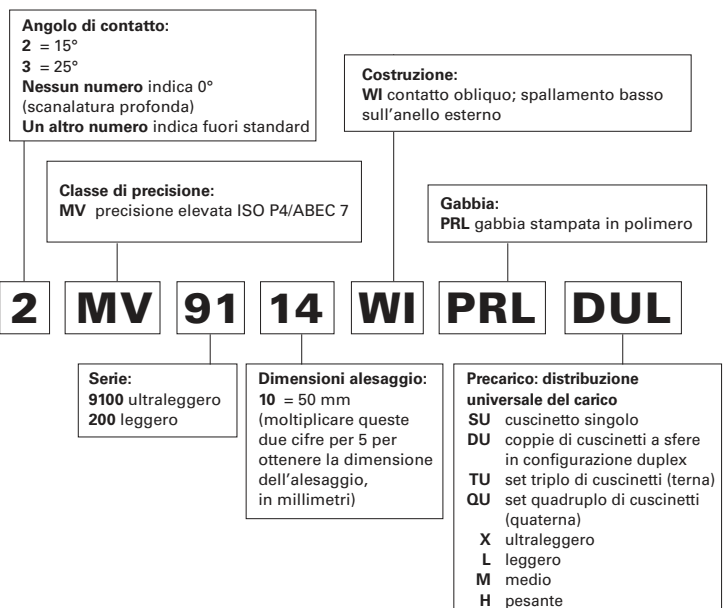 Angolo di contatto:
2 = 15°
3 = 25°
Nessun numero indica 0°
(scanalatura profonda)
Un altro numero indica fuori standard
Costruzione:
WI contatto obliquo; spallamento basso
sull'anello esterno
Classe di precisione:
MV precisione elevata ISO P4/ABEC 7
Gabbia:
PRL gabbia stampata in polimero
2 MV 91 14 WI PRL DUL
Serie:
9100 ultraleggero
200 leggero
Dimensioni alesaggio:
10 = 50 mm
(moltiplicare queste
due cifre per 5 per
ottenere la dimensione
dell'alesaggio,
in millimetri)
Precarico: distribuzione
universale del carico
SU cuscinetto singolo
DU coppie di cuscinetti a sfere
in configurazione duplex
TU set triplo di cuscinetti (terna)
QU set quadruplo di cuscinetti
(quaterna)
X ultraleggero
L leggero
M medio
H pesante